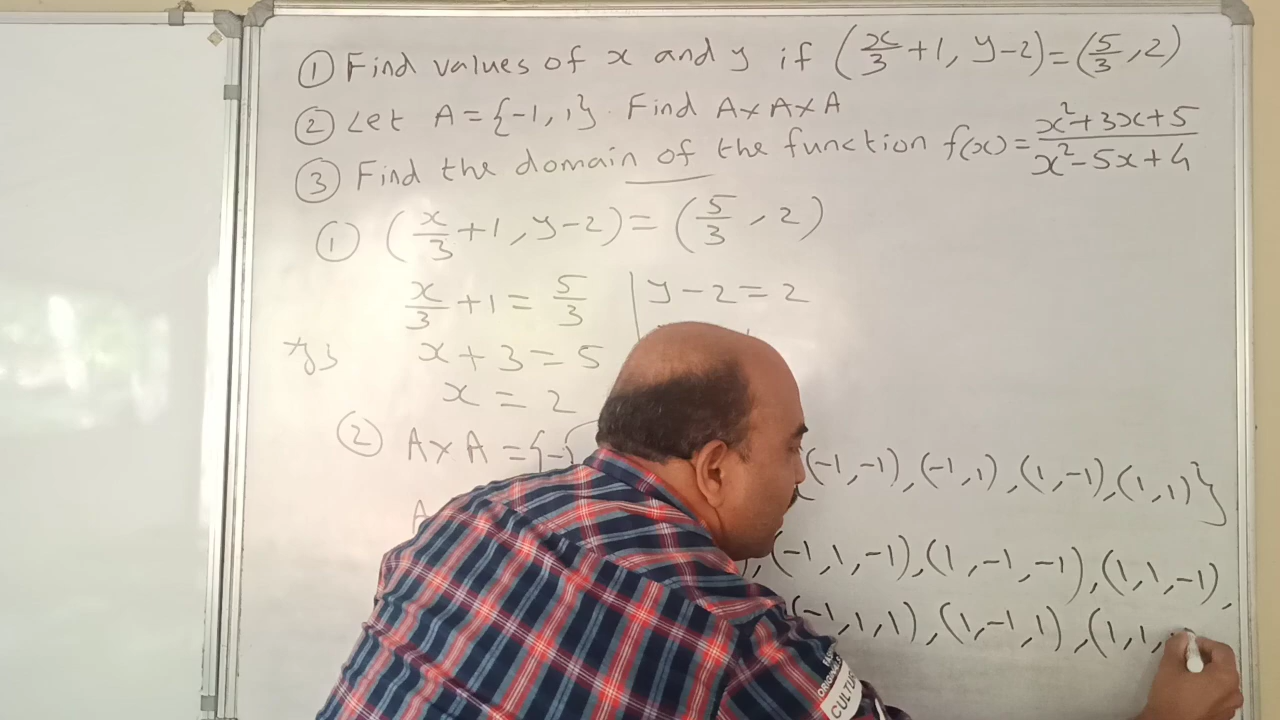 ① Find values of x and y if (x/3 + 1, y-2) = (5/3, 2)
② Let A = {-1, 1}. Find A × A × A
③ Find the domain of the function f(x) = (x² + 3x + 5)/(x² - 5x + 4)
① (x/3 + 1, y-2) = (5/3, 2)
x/3 + 1 = 5/3 | y - 2 = 2
×g 3 x + 3 = 5
x = 2
② A × A = {-1 (-1, -1), (-1, 1), (1, -1), (1, 1)}
A ), (-1, 1, -1), (1, -1, -1), (1, 1, -1),
(-1, 1, 1), (1, -1, 1), (1, 1,
ORIGINAL
CULTU